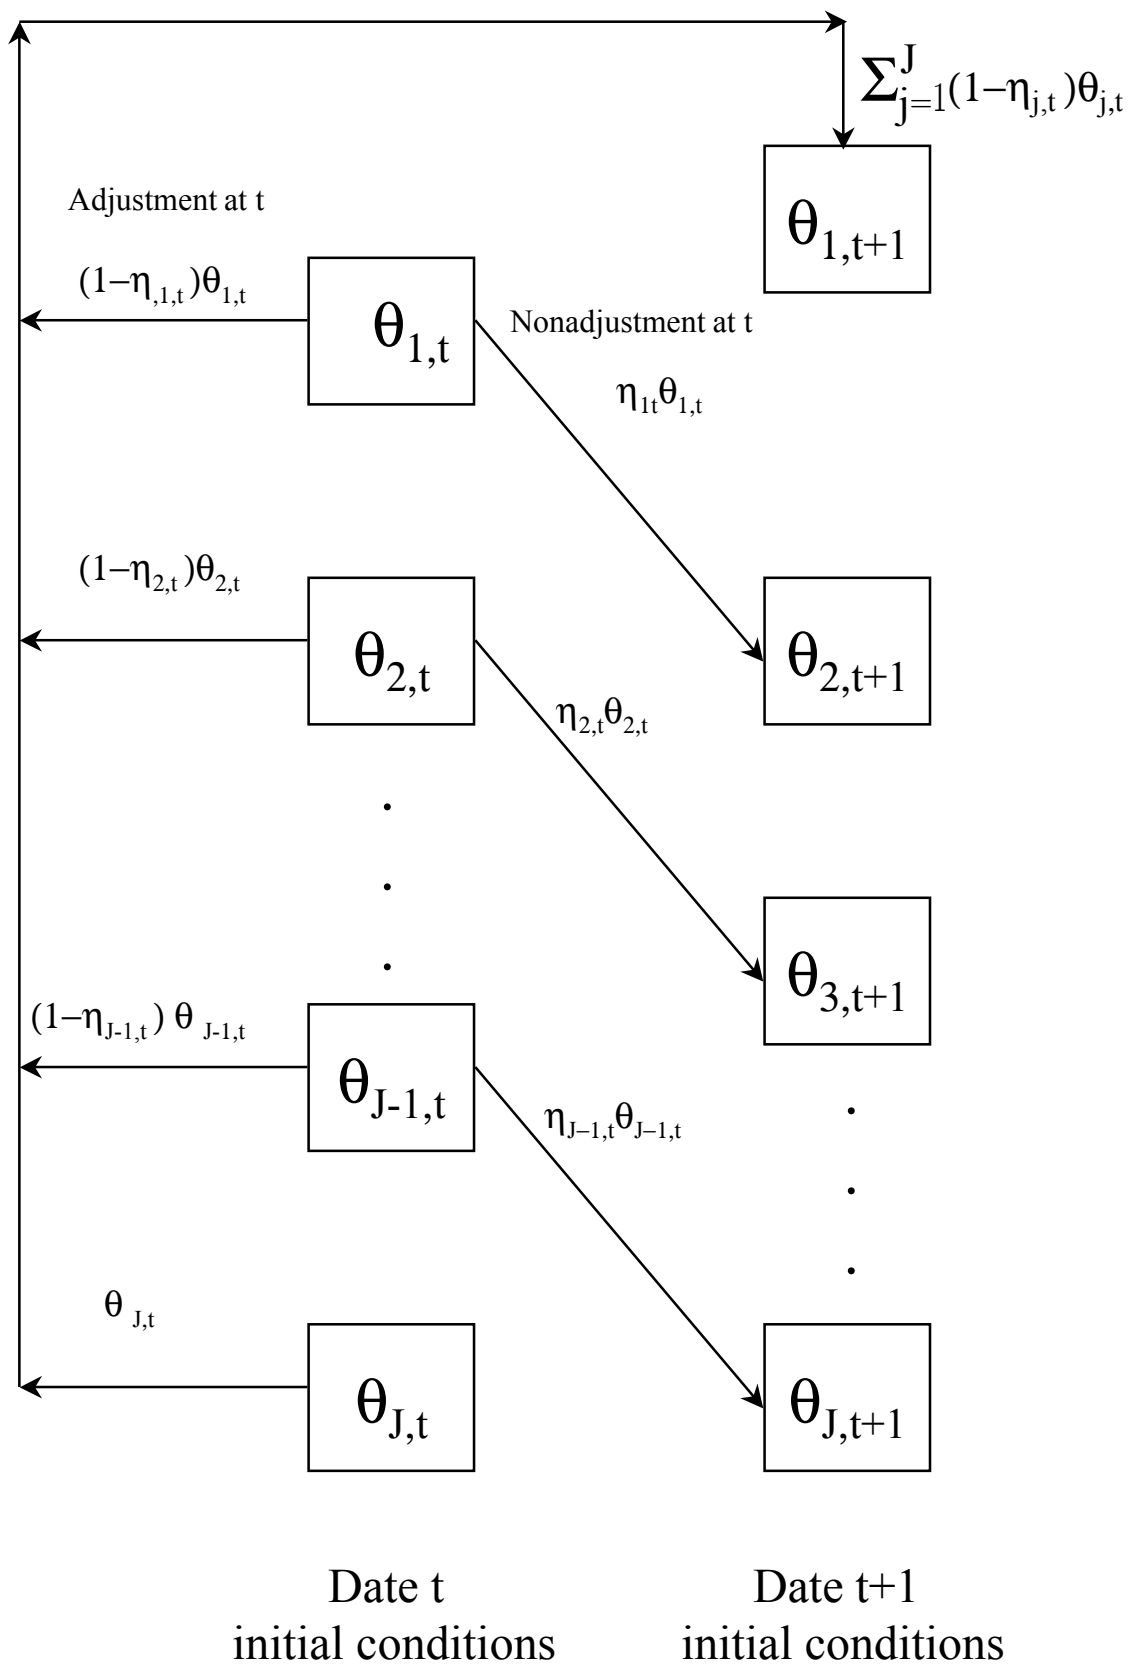 Σ_{j=1}^{J}(1−η_{j,t})θ_{j,t}
Adjustment at t
θ_{1,t+1}
(1−η_{,1,t})θ_{1,t}
θ_{1,t}
Nonadjustment at t
η_{1t}θ_{1,t}
(1−η_{2,t})θ_{2,t}
θ_{2,t}
θ_{2,t+1}
η_{2,t}θ_{2,t}
.
.
.
θ_{3,t+1}
(1−η_{J-1,t}) θ_{J-1,t}
θ_{J-1,t}
η_{J−1,t}θ_{J−1,t}
.
.
.
θ_{J,t}
θ_{J,t}
θ_{J,t+1}
Date t
initial conditions
Date t+1
initial conditions